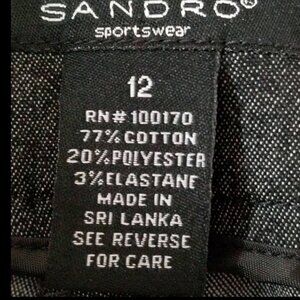 SANDRO®
sportswear
12
RN# 100170
77% COTTON
20% POLYESTER
3% ELASTANE
MADE IN
SRI LANKA
SEE REVERSE
FOR CARE